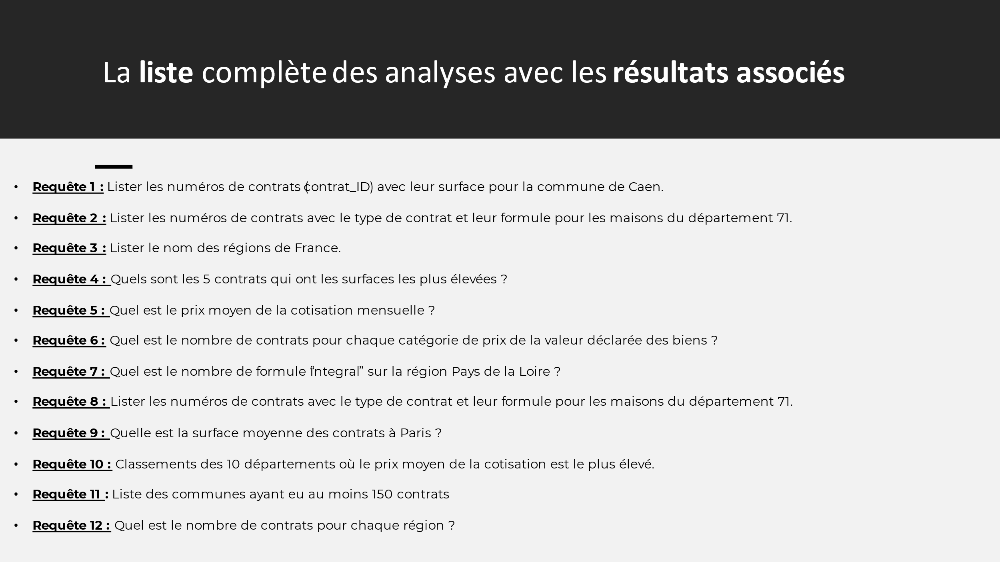 La liste complète des analyses avec les résultats associés
• Requête 1 : Lister les numéros de contrats (contrat_ID) avec leur surface pour la commune de Caen.
• Requête 2 : Lister les numéros de contrats avec le type de contrat et leur formule pour les maisons du département 71.
• Requête 3 : Lister le nom des régions de France.
• Requête 4 : Quels sont les 5 contrats qui ont les surfaces les plus élevées ?
• Requête 5 : Quel est le prix moyen de la cotisation mensuelle ?
• Requête 6 : Quel est le nombre de contrats pour chaque catégorie de prix de la valeur déclarée des biens ?
• Requête 7 : Quel est le nombre de formule “integral” sur la région Pays de la Loire ?
• Requête 8 : Lister les numéros de contrats avec le type de contrat et leur formule pour les maisons du département 71.
• Requête 9 : Quelle est la surface moyenne des contrats à Paris ?
• Requête 10 : Classements des 10 départements où le prix moyen de la cotisation est le plus élevé.
• Requête 11 : Liste des communes ayant eu au moins 150 contrats
• Requête 12 : Quel est le nombre de contrats pour chaque région ?